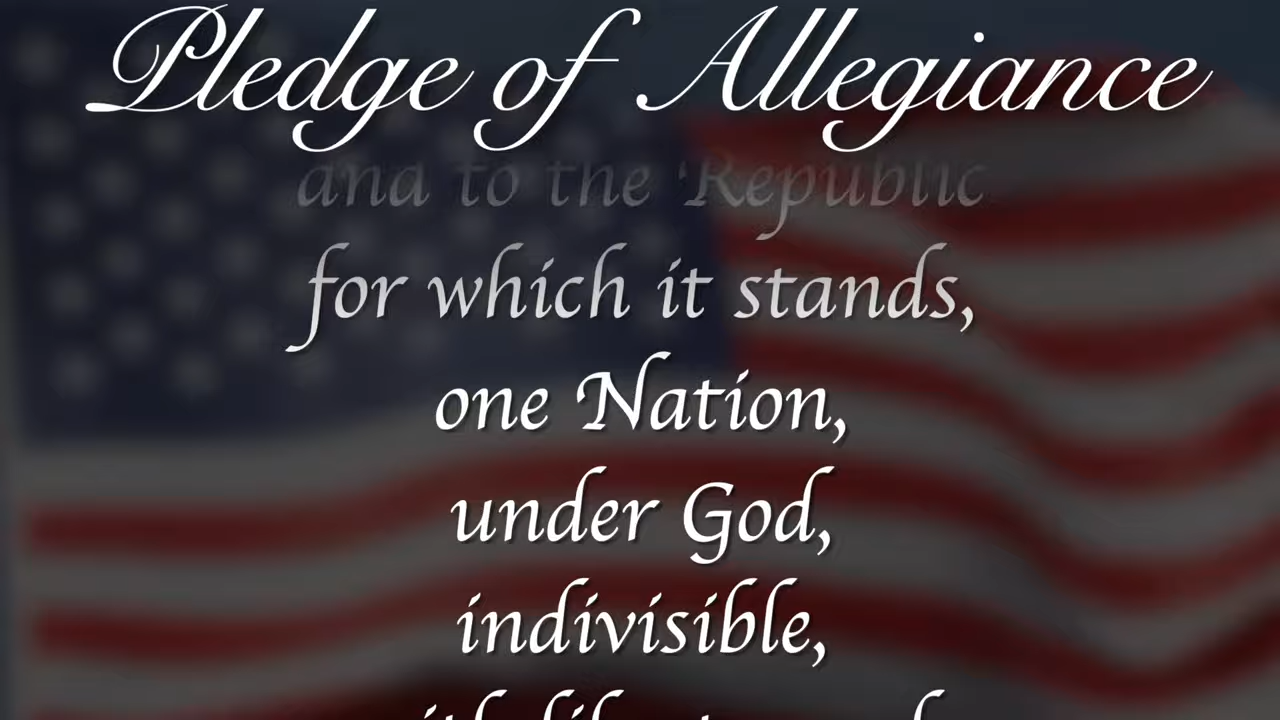 Pledge of Allegiance
and to the Republic
for which it stands,
one Nation,
under God,
indivisible,